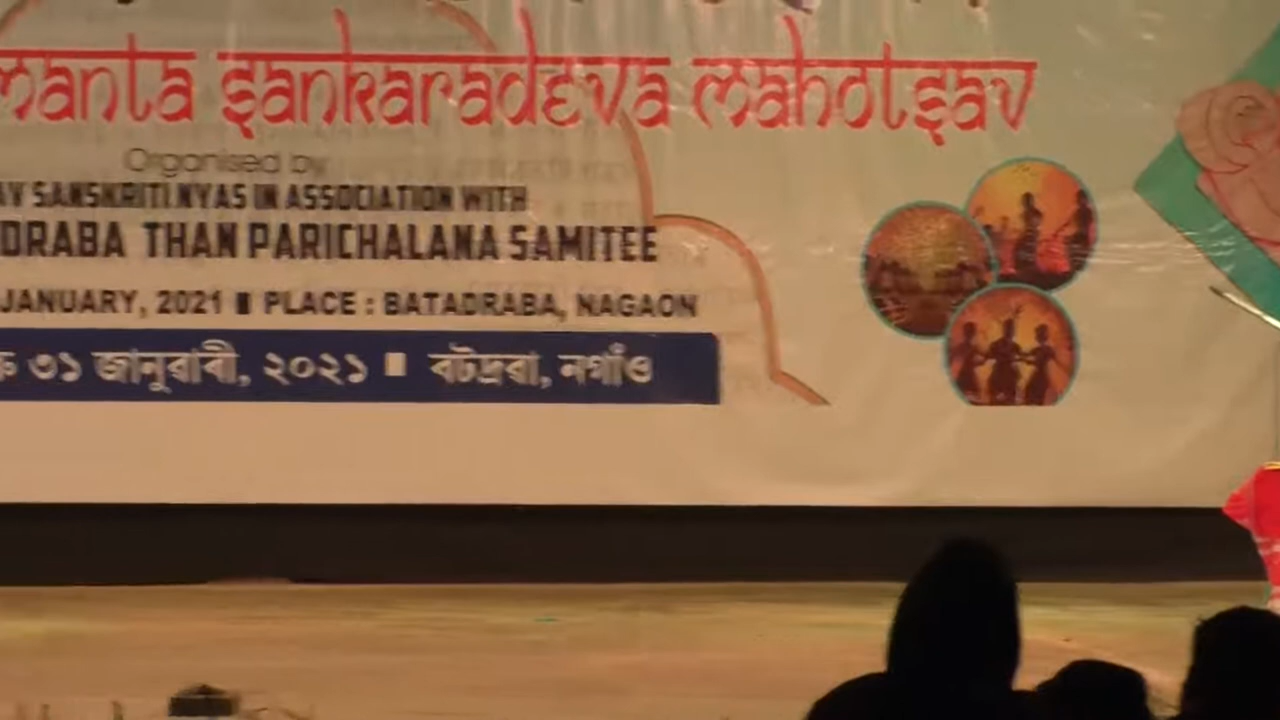 manta sankaradeva mahotsav
Organised by
AV SANSKRITI NYAS IN ASSOCIATION WITH
DRABA THAN PARICHALANA SAMITEE
JANUARY, 2021 ▮ PLACE : BATADRABA, NAGAON
৩১ জানুৱাৰী, ২০২১ ▮ বটদ্ৰৱা, নগাঁও